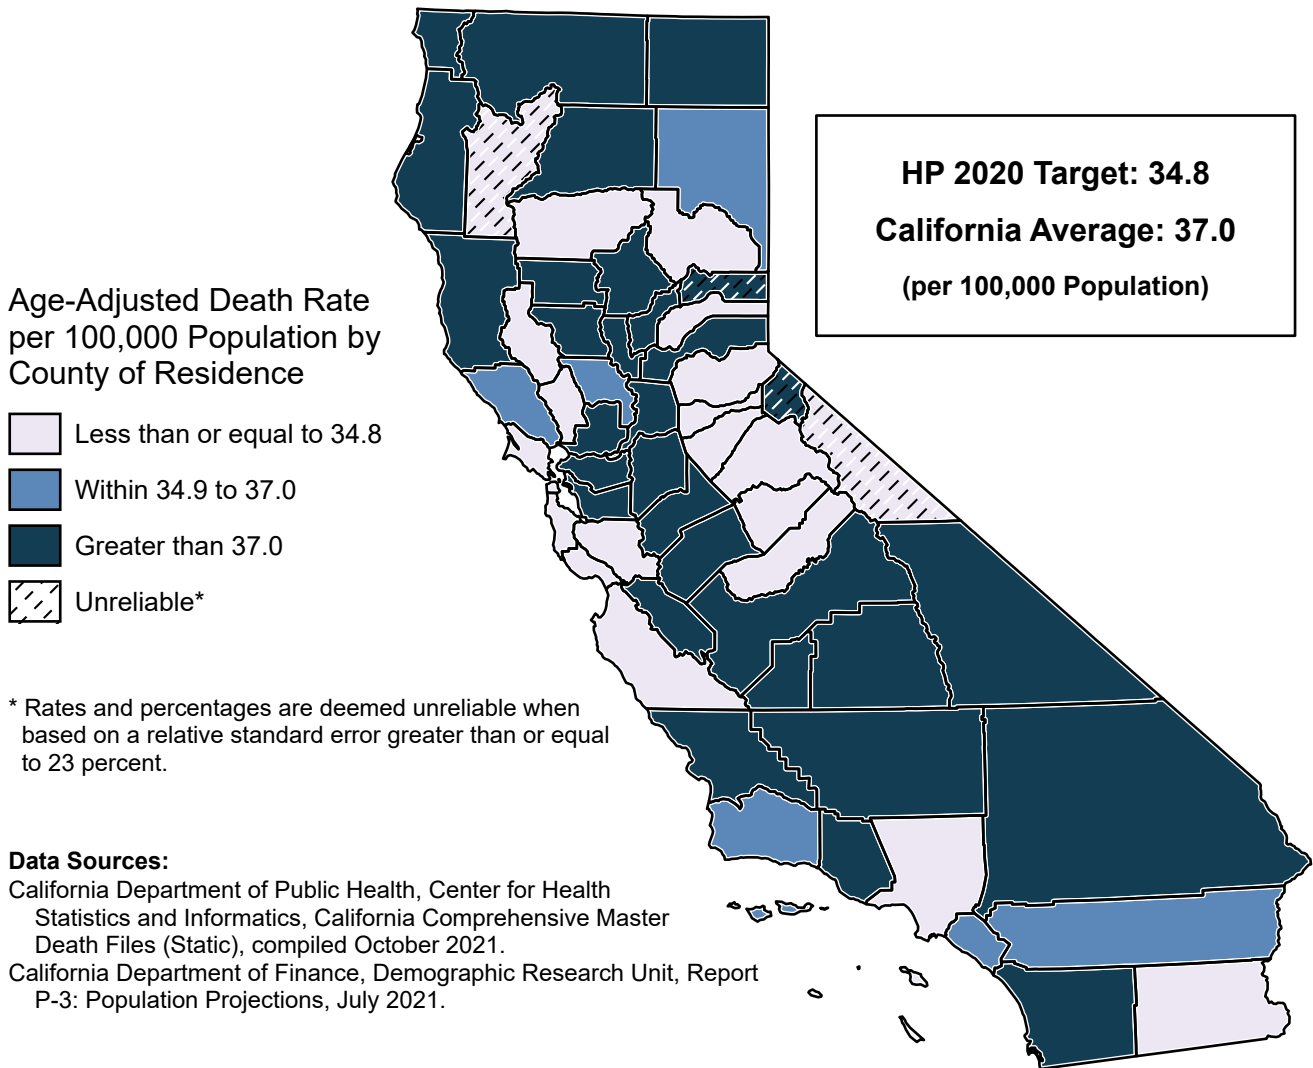 HP 2020 Target: 34.8
California Average: 37.0
(per 100,000 Population)
Age-Adjusted Death Rate
per 100,000 Population by
County of Residence
Less than or equal to 34.8
Within 34.9 to 37.0
Greater than 37.0
Unreliable*
* Rates and percentages are deemed unreliable when
based on a relative standard error greater than or equal
to 23 percent.
Data Sources:
California Department of Public Health, Center for Health
Statistics and Informatics, California Comprehensive Master
Death Files (Static), compiled October 2021.
California Department of Finance, Demographic Research Unit, Report
P-3: Population Projections, July 2021.